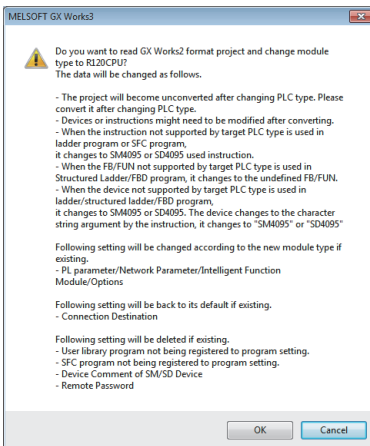 MELSOFT GX Works3
Do you want to read GX Works2 format project and change module
type to R120CPU?
The data will be changed as follows.
- The project will become unconverted after changing PLC type. Please
convert it after changing PLC type.
- Devices or instructions might need to be modified after converting.
- When the instruction not supported by target PLC type is used in
ladder program or SFC program,
it changes to SM4095 or SD4095 used instruction.
- When the FB/FUN not supported by target PLC type is used in
Structured Ladder/FBD program, it changes to the undefined FB/FUN.
- When the device not supported by target PLC type is used in
ladder/structured ladder/FBD program,
it changes to SM4095 or SD4095. The device changes to the character
string argument by the instruction, it changes to "SM4095" or "SD4095"
Following setting will be changed according to the new module type if
existing.
- PL parameter/Network Parameter/Intelligent Function
Module/Options
Following setting will be back to its default if existing.
- Connection Destination
Following setting will be deleted if existing.
- User library program not being registered to program setting.
- SFC program not being registered to program setting.
- Device Comment of SM/SD Device
- Remote Password
OK
Cancel